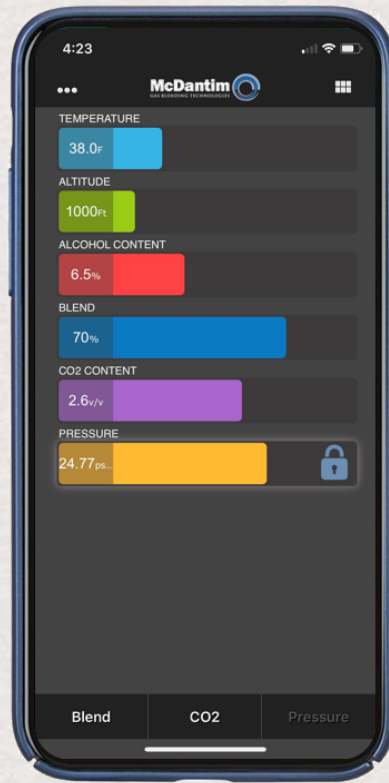 4:23
McDantim
GAS BLENDING TECHNOLOGIES
TEMPERATURE
38.0F
ALTITUDE
1000Ft
ALCOHOL CONTENT
6.5%
BLEND
70%
CO2 CONTENT
2.6v/v
PRESSURE
24.77ps...
Blend CO2 Pressure